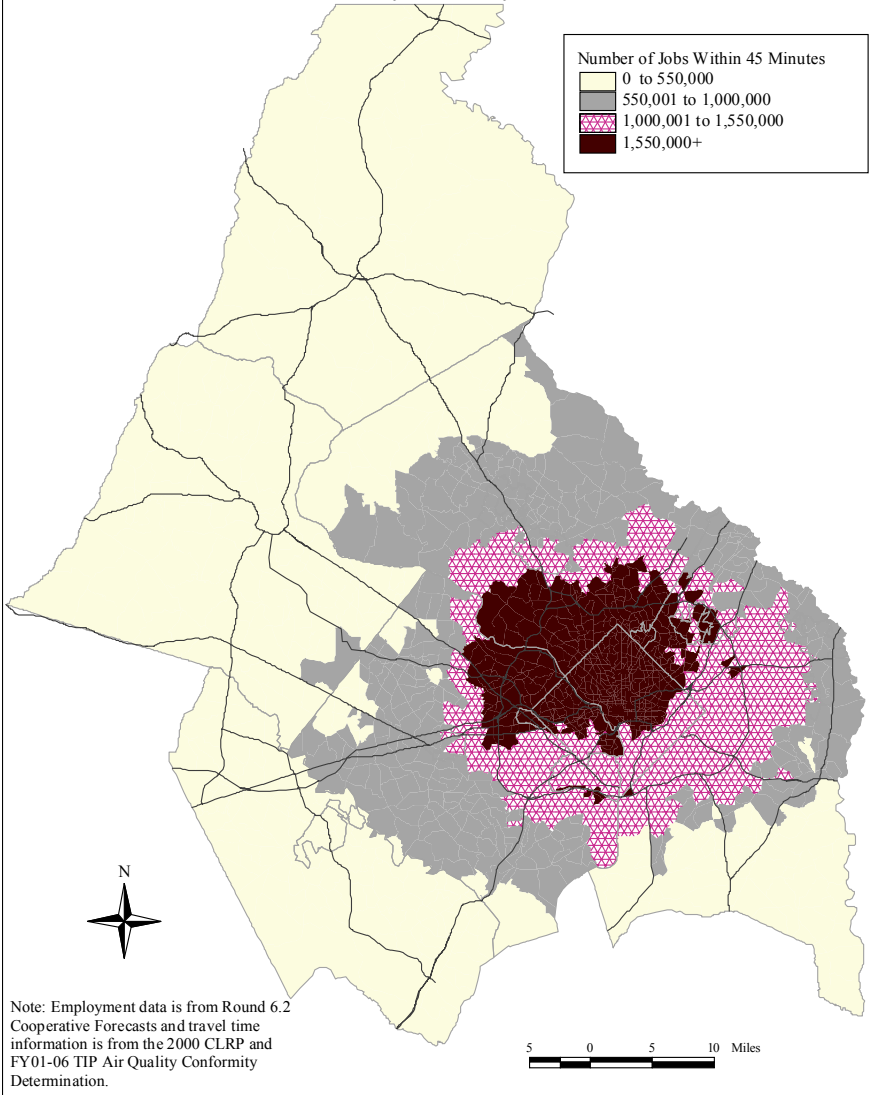 Number of Jobs Within 45 Minutes
0 to 550,000
550,001 to 1,000,000
1,000,001 to 1,550,000
1,550,000+
N
Note: Employment data is from Round 6.2
Cooperative Forecasts and travel time
information is from the 2000 CLRP and
FY01-06 TIP Air Quality Conformity
Determination.
5 0 5 10 Miles